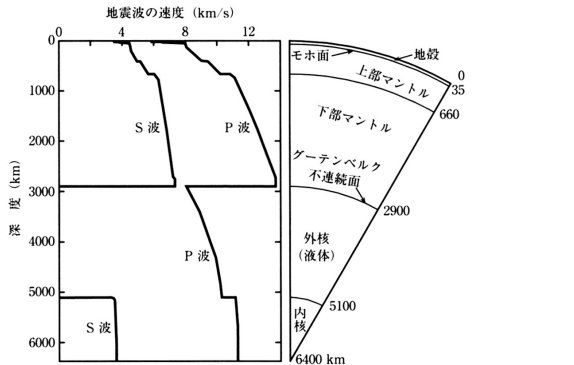 地震波の速度 (km/s)
0 4 8 12
0
1000
2000
3000
4000
5000
6000
深度 (km)
S 波
P 波
P 波
S 波
モホ面
地殻
0
35
上部マントル
660
下部マントル
グーテンベルク
不連続面
2900
外核
(液体)
5100
内核
6400 km